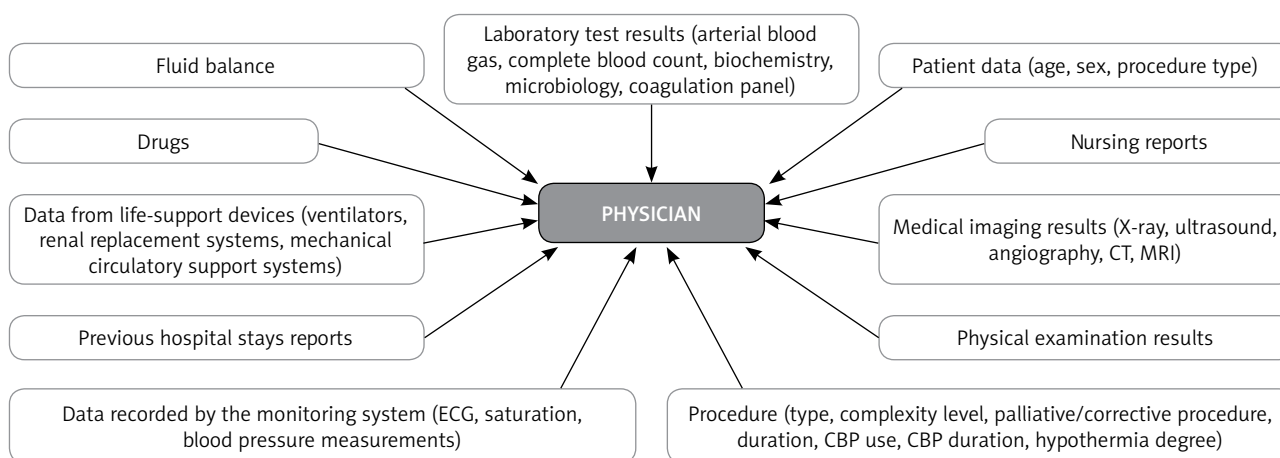 Fluid balance
Laboratory test results (arterial blood
gas, complete blood count, biochemistry,
microbiology, coagulation panel)
Patient data (age, sex, procedure type)
Drugs
Nursing reports
PHYSICIAN
Data from life-support devices (ventilators,
renal replacement systems, mechanical
circulatory support systems)
Medical imaging results (X-ray, ultrasound,
angiography, CT, MRI)
Previous hospital stays reports
Physical examination results
Data recorded by the monitoring system (ECG, saturation,
blood pressure measurements)
Procedure (type, complexity level, palliative/corrective procedure,
duration, CBP use, CBP duration, hypothermia degree)